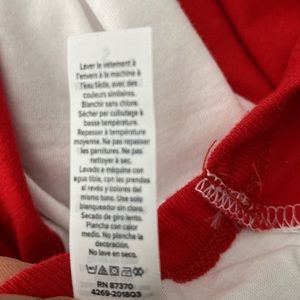 Laver le vêtement à
l'envers à la machine à
l'eau tiède, avec des
couleurs similaires.
Blanchir sans chlore.
Sécher par culbutage à
basse température.
Repasser à température
moyenne. Ne pas repasser
les garnitures. Ne pas
nettoyer à sec.
Lavado a máquina con
agua tibia, con las prendas
al revés y colores del
mismo tono. Use solo
blanqueador sin cloro.
Secado de giro lento.
Planchar con calor
medio. No planche
la decoración.
No lave en seco.
RN 87370
4269-2018Q3